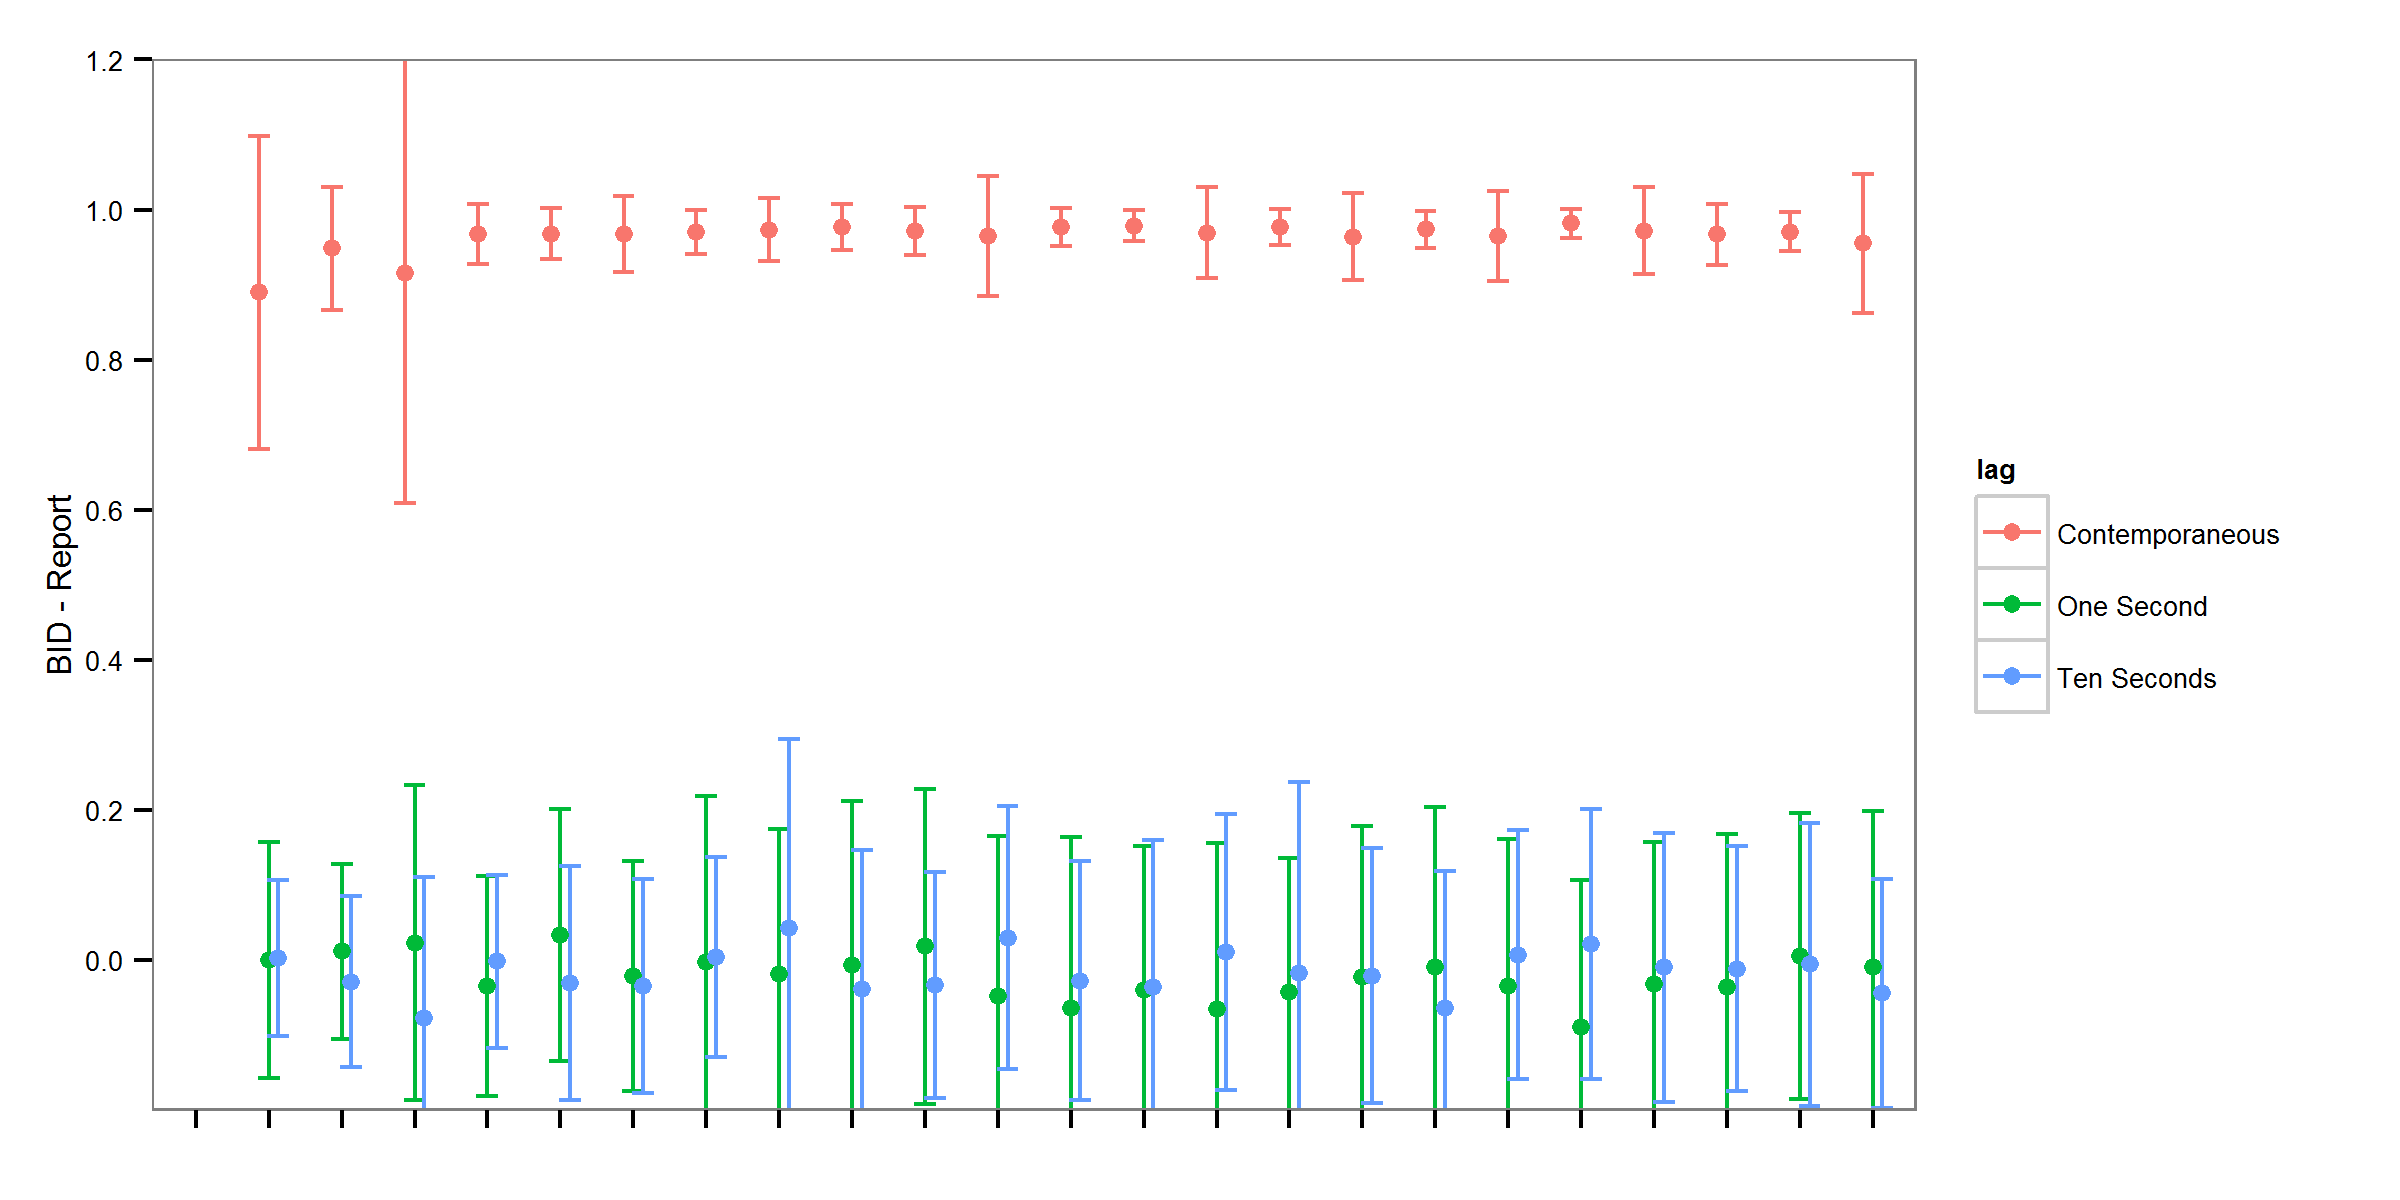 1.2
1.0
0.8
0.6
0.4
0.2
0.0
BID - Report
lag
Contemporaneous
One Second
Ten Seconds